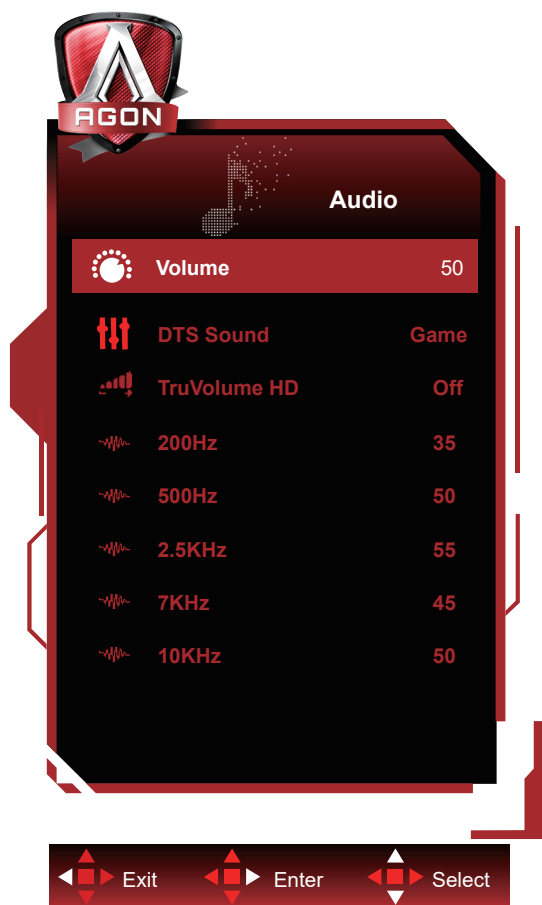 AGON
Audio
Volume 50
DTS Sound Game
TruVolume HD Off
200Hz 35
500Hz 50
2.5KHz 55
7KHz 45
10KHz 50
Exit Enter Select